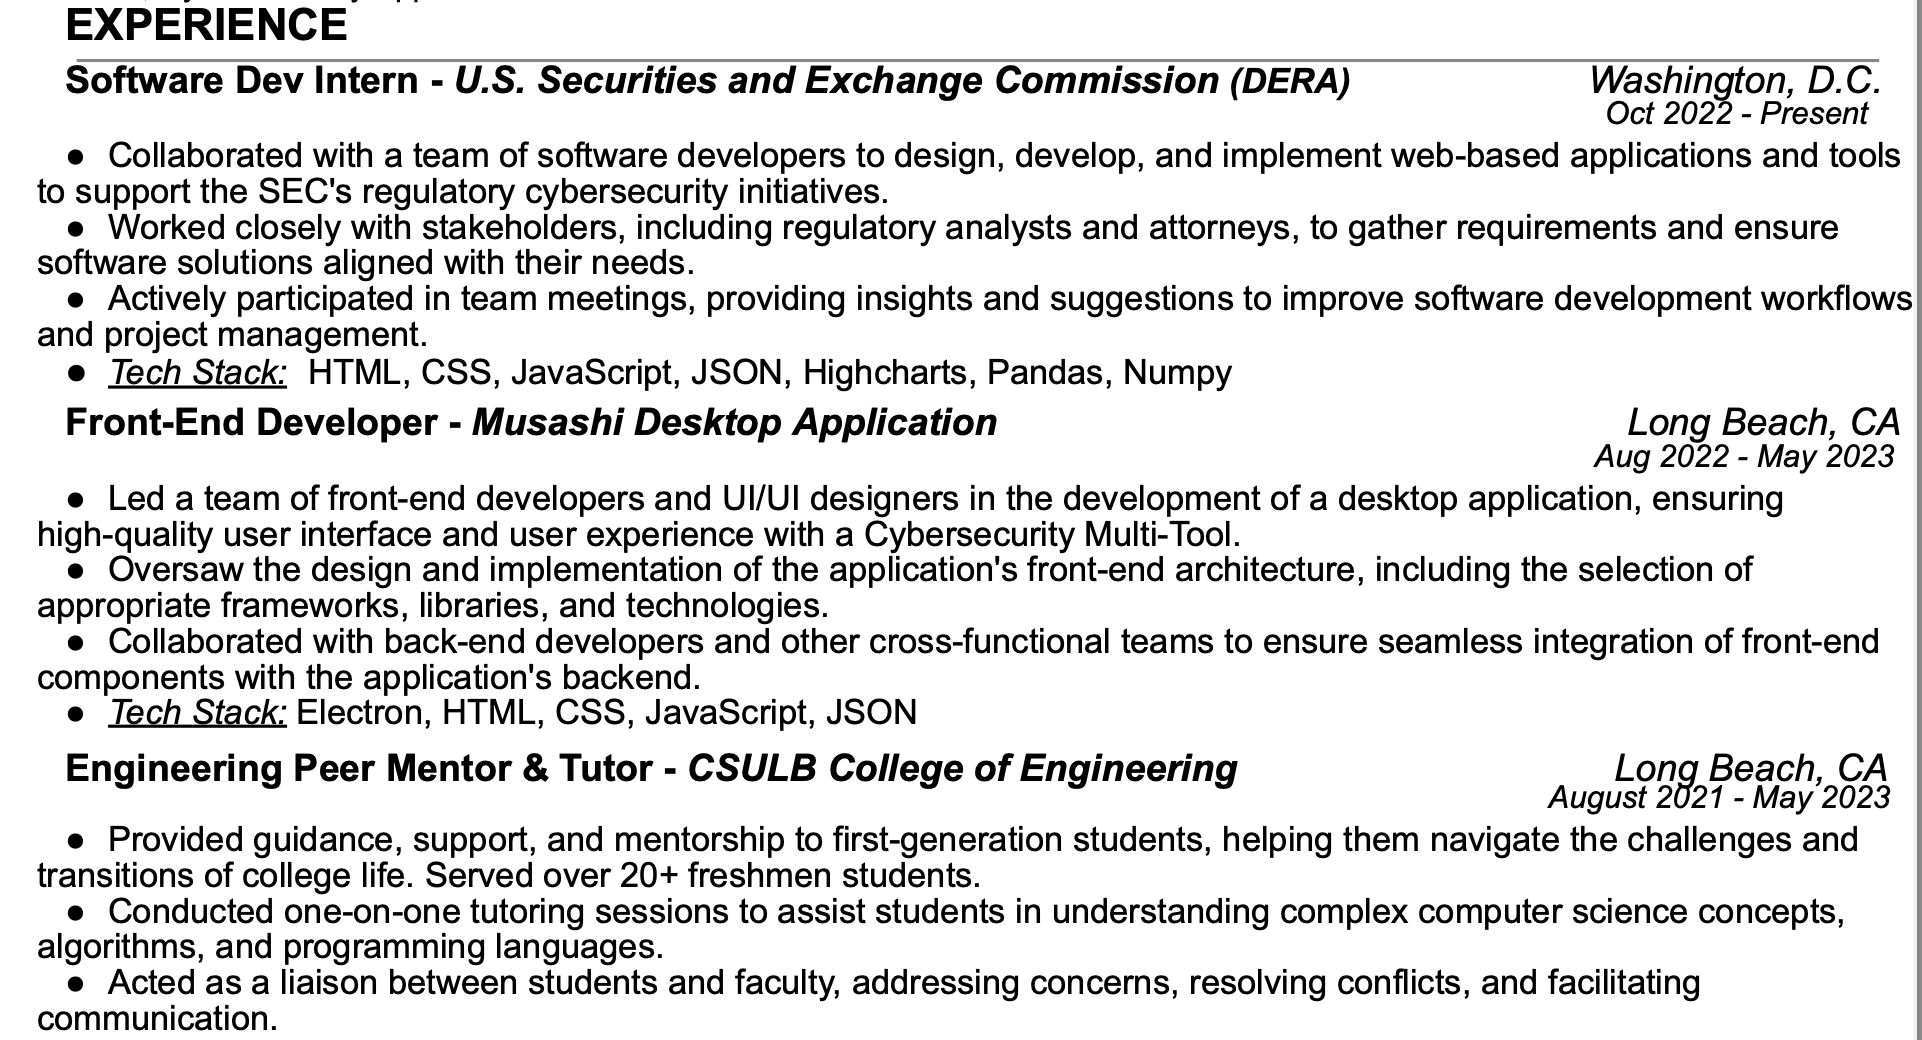 EXPERIENCE
Software Dev Intern - U.S. Securities and Exchange Commission (DERA) Washington, D.C.
Oct 2022 - Present
● Collaborated with a team of software developers to design, develop, and implement web-based applications and tools
to support the SEC's regulatory cybersecurity initiatives.
● Worked closely with stakeholders, including regulatory analysts and attorneys, to gather requirements and ensure
software solutions aligned with their needs.
● Actively participated in team meetings, providing insights and suggestions to improve software development workflows
and project management.
● Tech Stack: HTML, CSS, JavaScript, JSON, Highcharts, Pandas, Numpy
Front-End Developer - Musashi Desktop Application Long Beach, CA
Aug 2022 - May 2023
● Led a team of front-end developers and UI/UI designers in the development of a desktop application, ensuring
high-quality user interface and user experience with a Cybersecurity Multi-Tool.
● Oversaw the design and implementation of the application's front-end architecture, including the selection of
appropriate frameworks, libraries, and technologies.
● Collaborated with back-end developers and other cross-functional teams to ensure seamless integration of front-end
components with the application's backend.
● Tech Stack: Electron, HTML, CSS, JavaScript, JSON
Engineering Peer Mentor & Tutor - CSULB College of Engineering Long Beach, CA
August 2021 - May 2023
● Provided guidance, support, and mentorship to first-generation students, helping them navigate the challenges and
transitions of college life. Served over 20+ freshmen students.
● Conducted one-on-one tutoring sessions to assist students in understanding complex computer science concepts,
algorithms, and programming languages.
● Acted as a liaison between students and faculty, addressing concerns, resolving conflicts, and facilitating
communication.